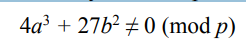 4a³ + 27b² ≠ 0 (mod p)